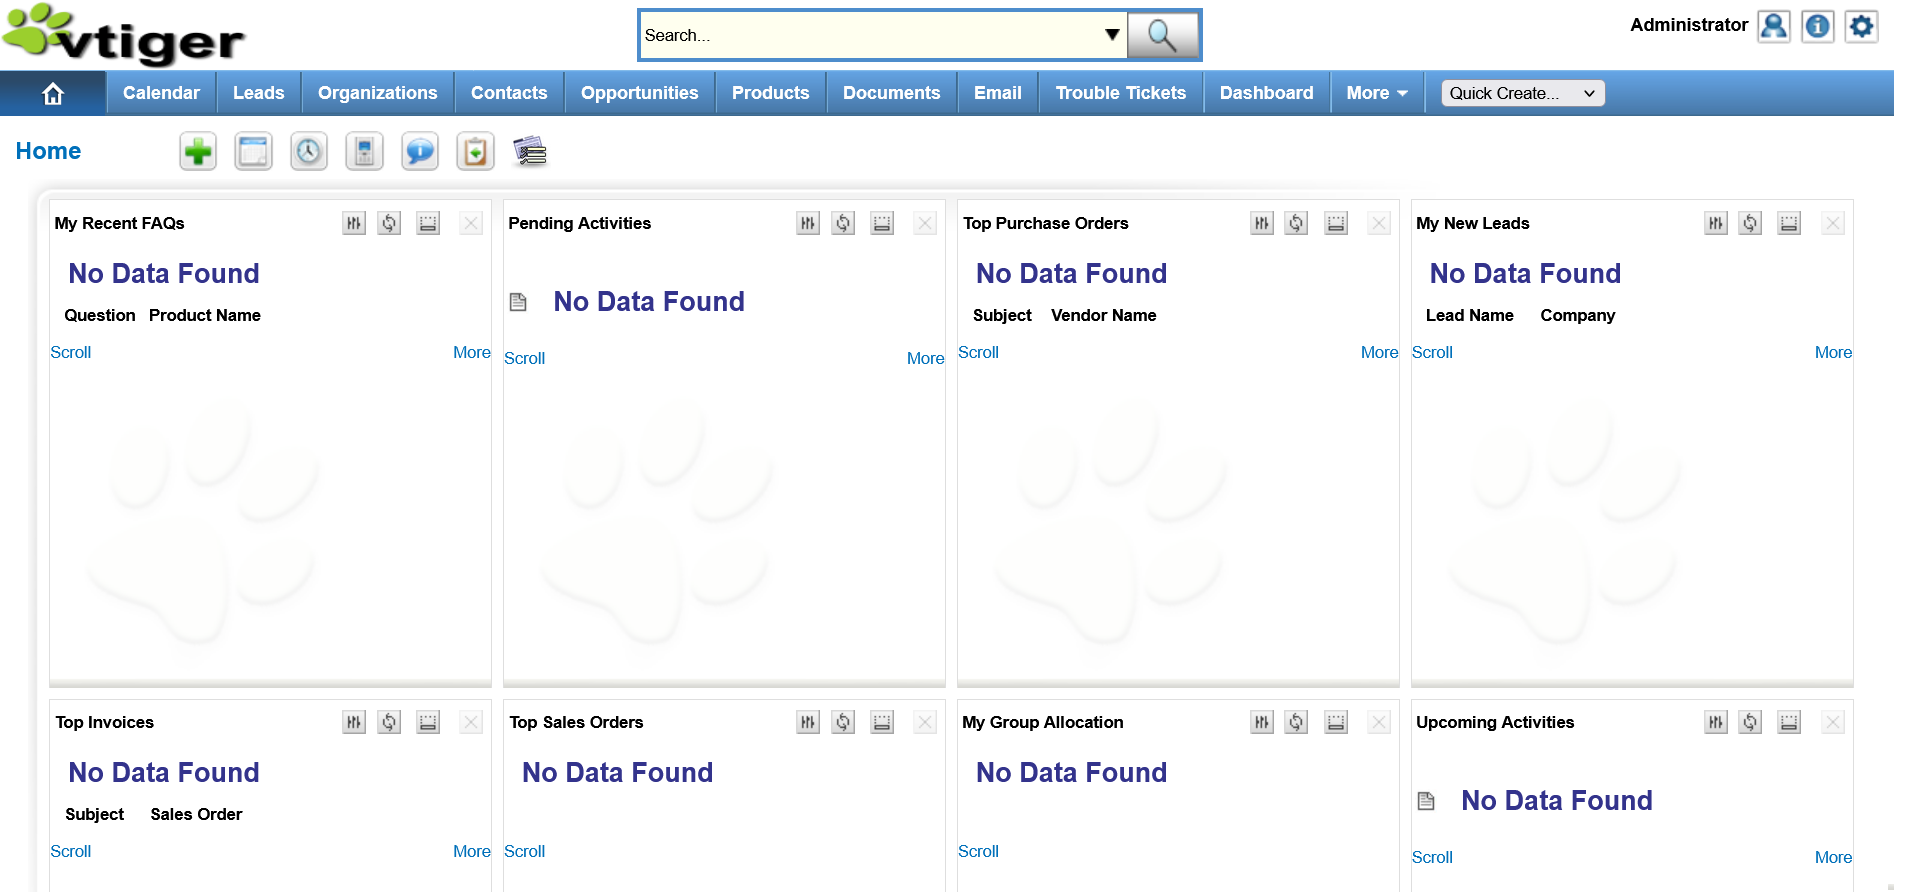 vtiger
Search...
Administrator
Calendar Leads Organizations Contacts Opportunities Products Documents Email Trouble Tickets Dashboard More Quick Create...
Home
My Recent FAQs
No Data Found
Question Product Name
Scroll More
Pending Activities
No Data Found
Scroll More
Top Purchase Orders
No Data Found
Subject Vendor Name
Scroll More
My New Leads
No Data Found
Lead Name Company
Scroll More
Top Invoices
No Data Found
Subject Sales Order
Scroll More
Top Sales Orders
No Data Found
Scroll
My Group Allocation
No Data Found
Scroll
Upcoming Activities
No Data Found
Scroll More